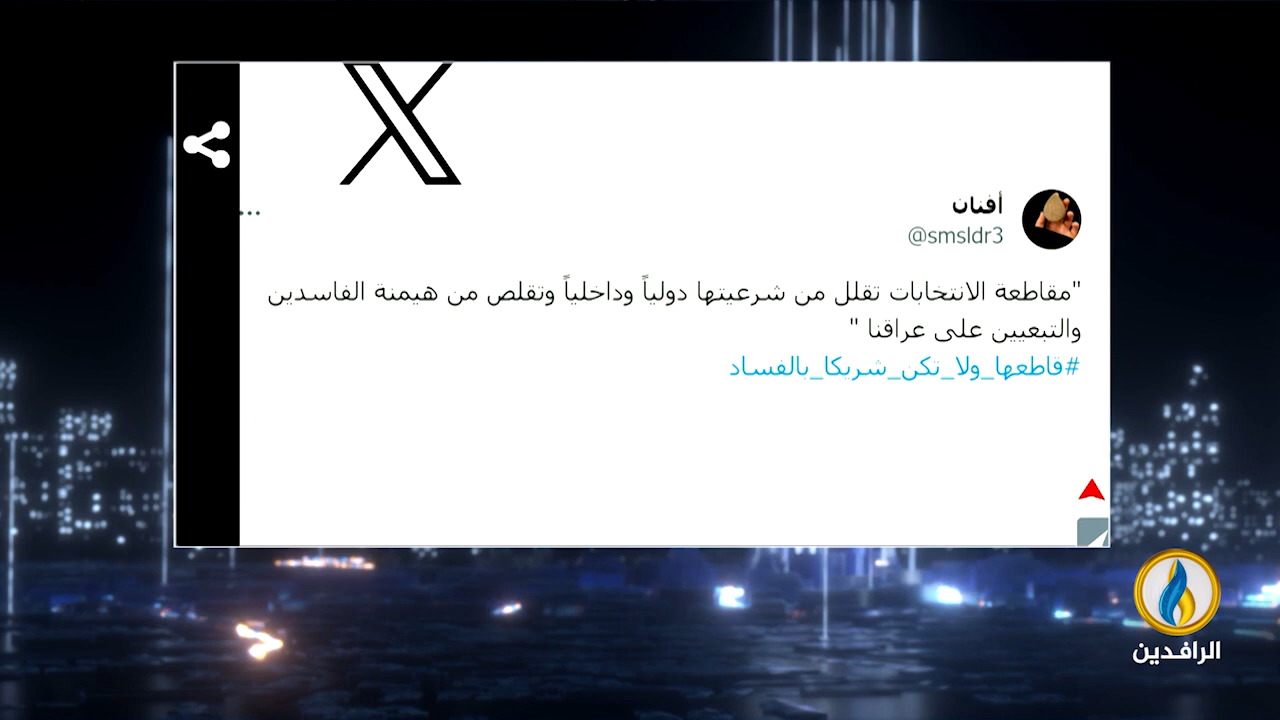 أفنان
@smsldr3
"مقاطعة الانتخابات تقلل من شرعيتها دولياً وداخلياً وتقلص من هيمنة الفاسدين
والتبعيين على عراقنا "
#قاطعها_ولا_تكن_شريكا_بالفساد
الرافدين